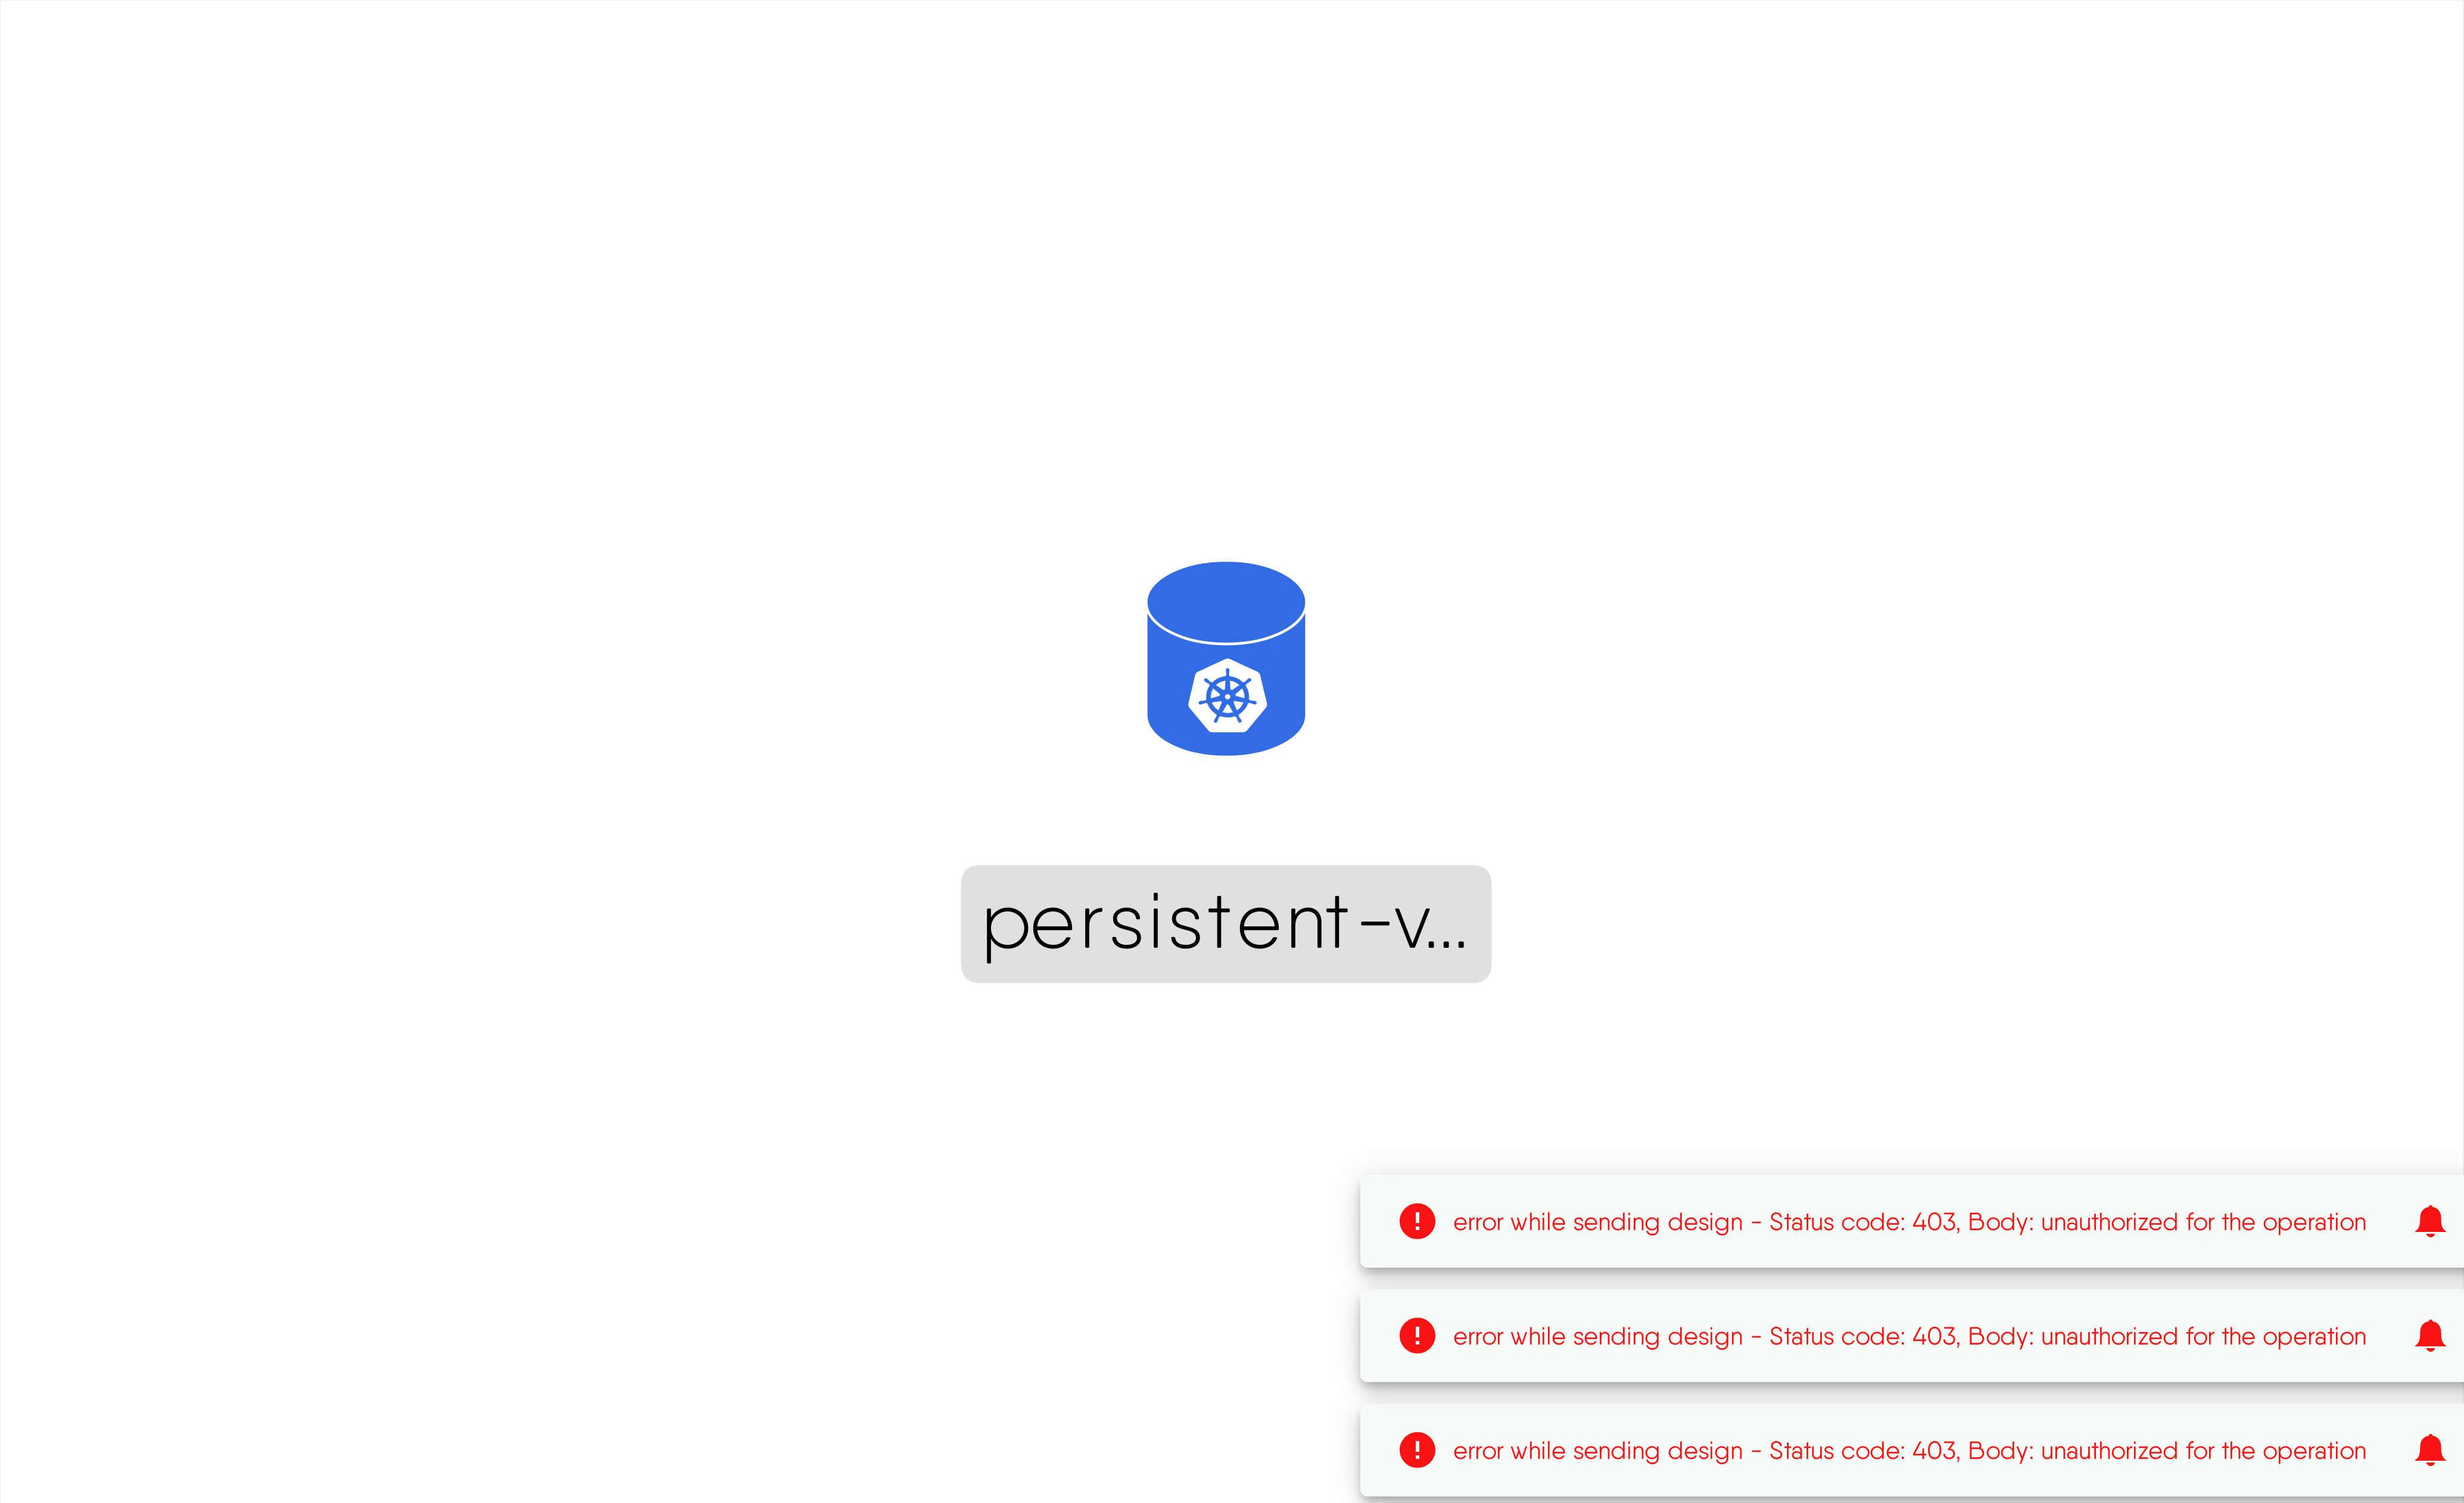 persistent-v...
error while sending design - Status code: 403, Body: unauthorized for the operation
error while sending design - Status code: 403, Body: unauthorized for the operation
error while sending design - Status code: 403, Body: unauthorized for the operation